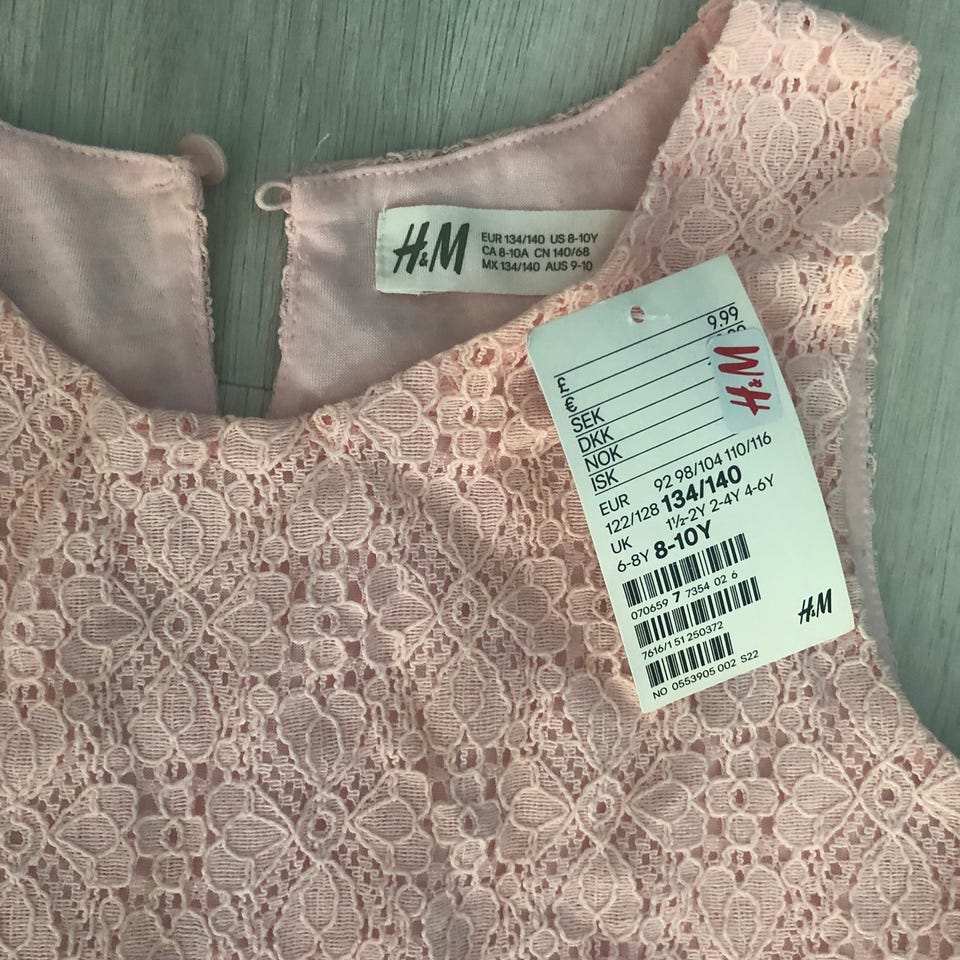 H&M
EUR 134/140 US 8-10Y
CA 8-10A CN 140/68
MX 134/140 AUS 9-10
£ 9.99
€
SEK
DKK
NOK
ISK
H&M
EUR 92 98/104 110/116
122/128 134/140
UK 1½-2Y 2-4Y 4-6Y
6-8Y 8-10Y
070659 7 7354 02 6
7616/1 51 250372
NO 0553905 002 S22
H&M